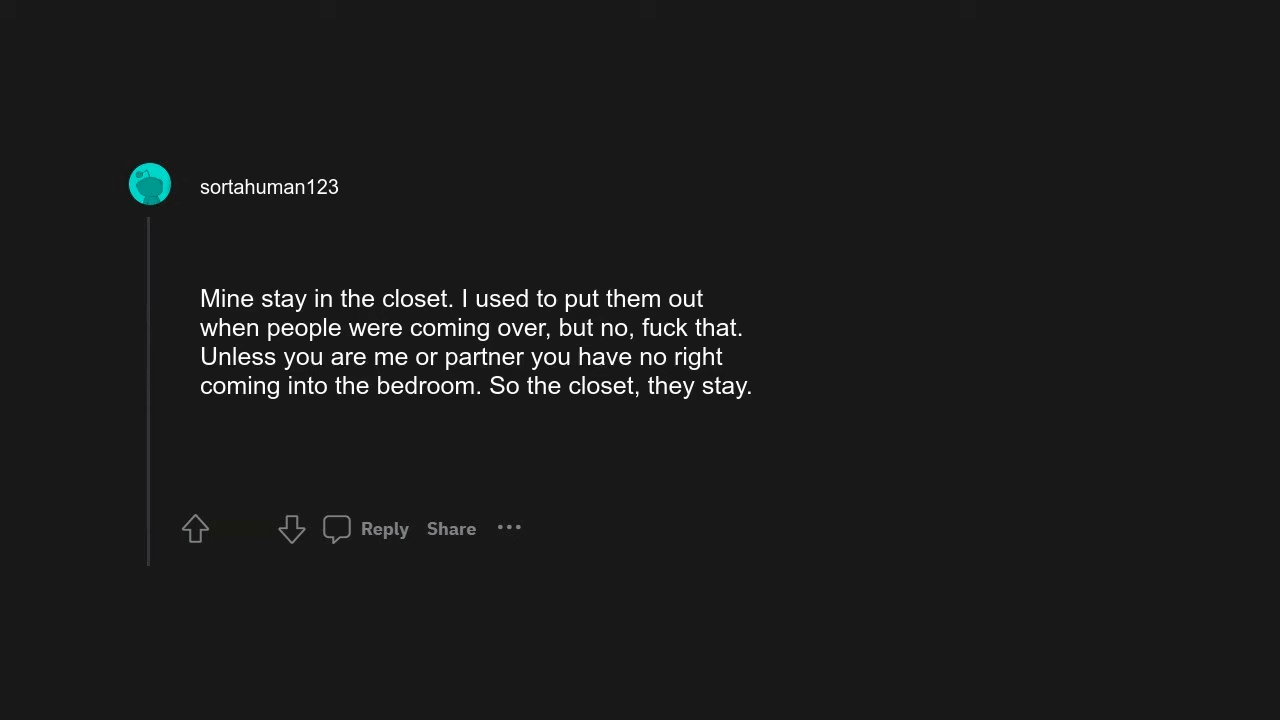 sortahuman123
Mine stay in the closet. I used to put them out
when people were coming over, but no, fuck that.
Unless you are me or partner you have no right
coming into the bedroom. So the closet, they stay.
Reply Share